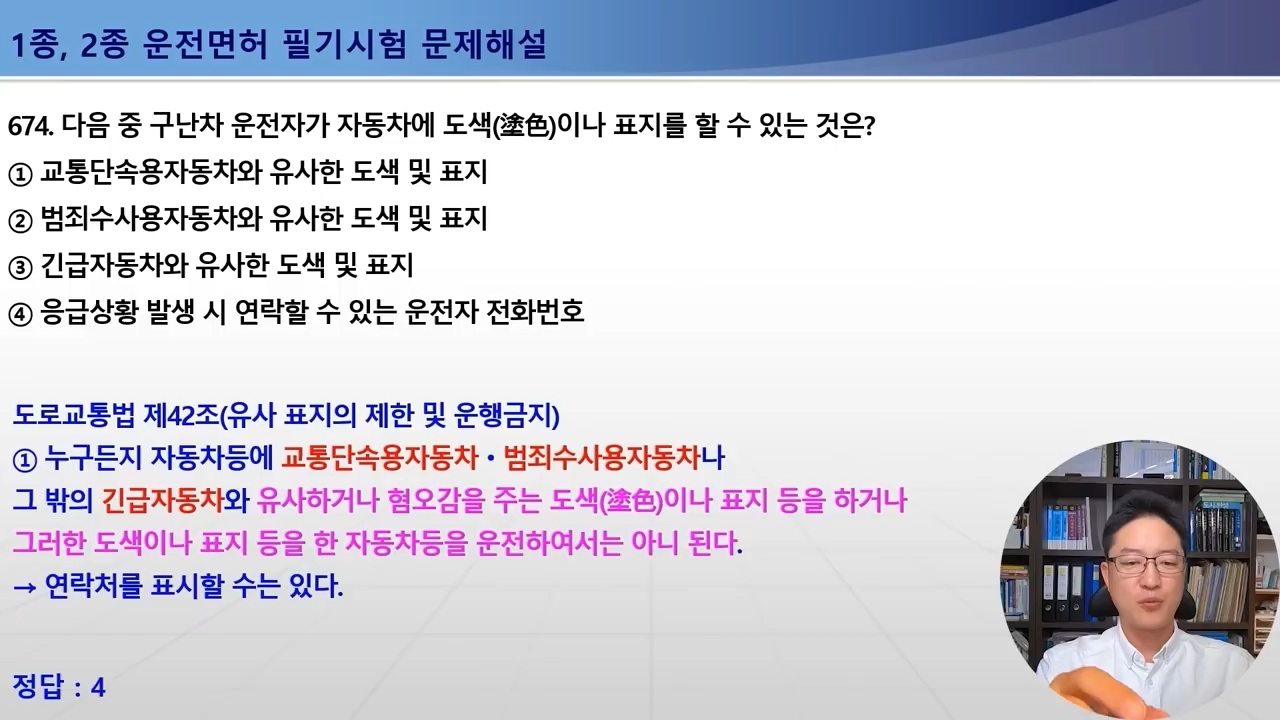 1종, 2종 운전면허 필기시험 문제해설
674. 다음 중 구난차 운전자가 자동차에 도색(塗色)이나 표지를 할 수 있는 것은?
① 교통단속용자동차와 유사한 도색 및 표지
② 범죄수사용자동차와 유사한 도색 및 표지
③ 긴급자동차와 유사한 도색 및 표지
④ 응급상황 발생 시 연락할 수 있는 운전자 전화번호
도로교통법 제42조(유사 표지의 제한 및 운행금지)
① 누구든지 자동차등에 교통단속용자동차・범죄수사용자동차나
그 밖의 긴급자동차와 유사하거나 혐오감을 주는 도색(塗色)이나 표지 등을 하거나
그러한 도색이나 표지 등을 한 자동차등을 운전하여서는 아니 된다.
→ 연락처를 표시할 수는 있다.
정답 : 4